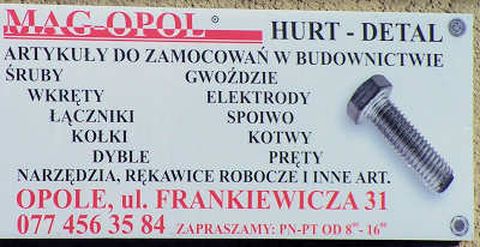 MAG-OPOL HURT - DETAL
ARTYKUŁY DO ZAMOCOWAŃ W BUDOWNICTWIE
ŚRUBY GWOŹDZIE
WKRĘTY ELEKTRODY
ŁĄCZNIKI SPOIWO
KOŁKI KOTWY
DYBLE PRĘTY
NARZĘDZIA, RĘKAWICE ROBOCZE I INNE ART.
OPOLE, ul. FRANKIEWICZA 31
077 456 35 84 ZAPRASZAMY: PN-PT OD 8⁰⁰- 16⁰⁰